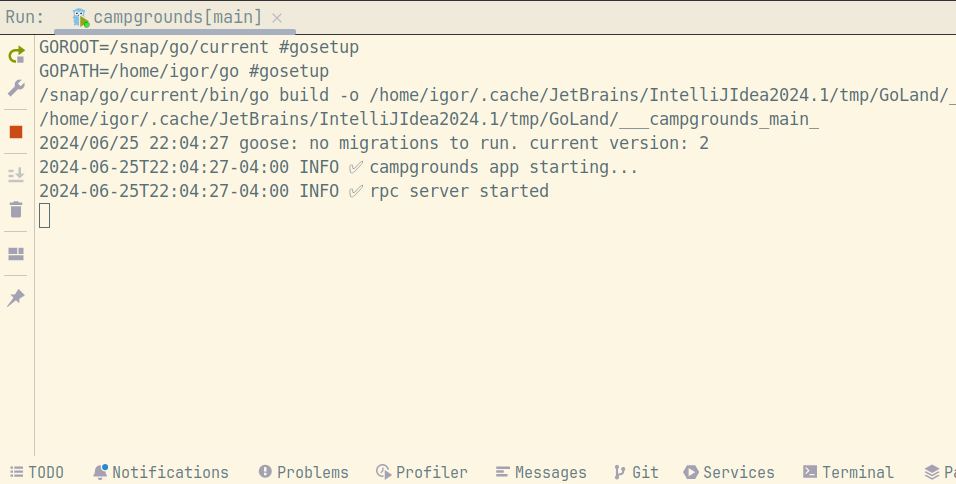 Run: campgrounds[main] ×
GOROOT=/snap/go/current #gosetup
GOPATH=/home/igor/go #gosetup
/snap/go/current/bin/go build -o /home/igor/.cache/JetBrains/IntelliJIdea2024.1/tmp/GoLand/_
/home/igor/.cache/JetBrains/IntelliJIdea2024.1/tmp/GoLand/___campgrounds_main_
2024/06/25 22:04:27 goose: no migrations to run. current version: 2
2024-06-25T22:04:27-04:00 INFO ✅ campgrounds app starting...
2024-06-25T22:04:27-04:00 INFO ✅ rpc server started
TODO Notifications Problems Profiler Messages Git Services Terminal